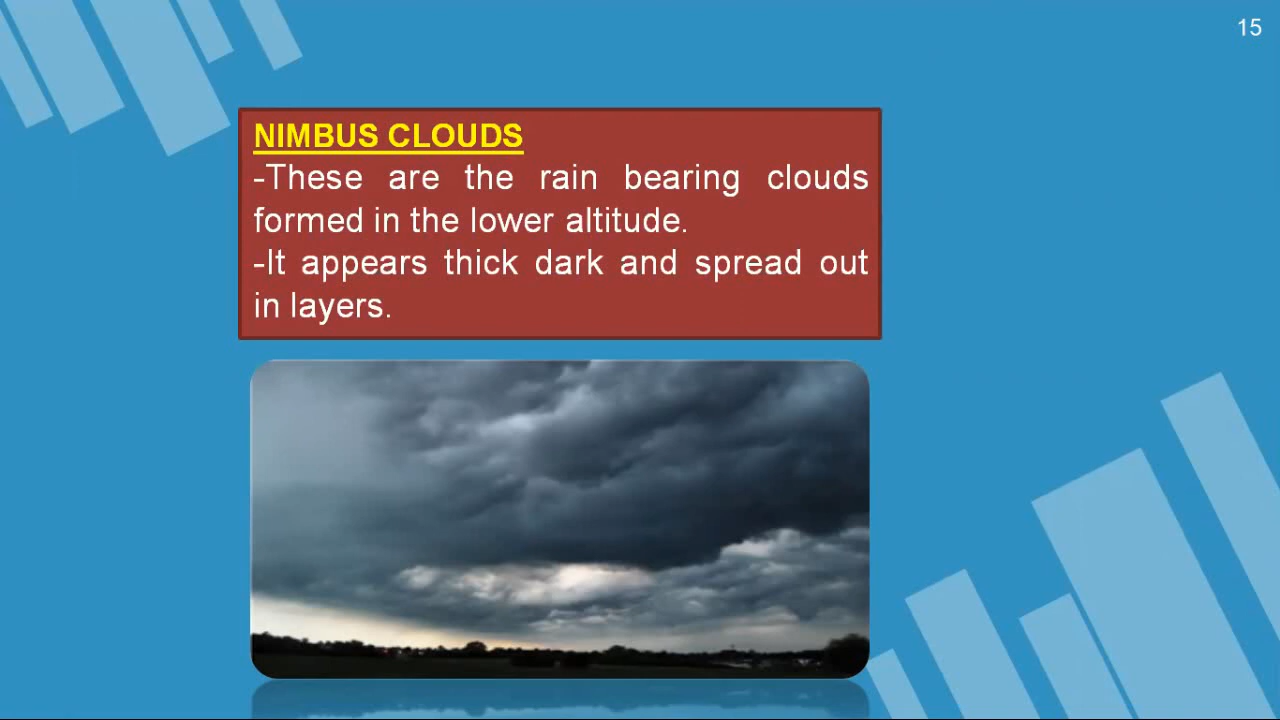 15
NIMBUS CLOUDS
-These are the rain bearing clouds
formed in the lower altitude.
-It appears thick dark and spread out
in layers.